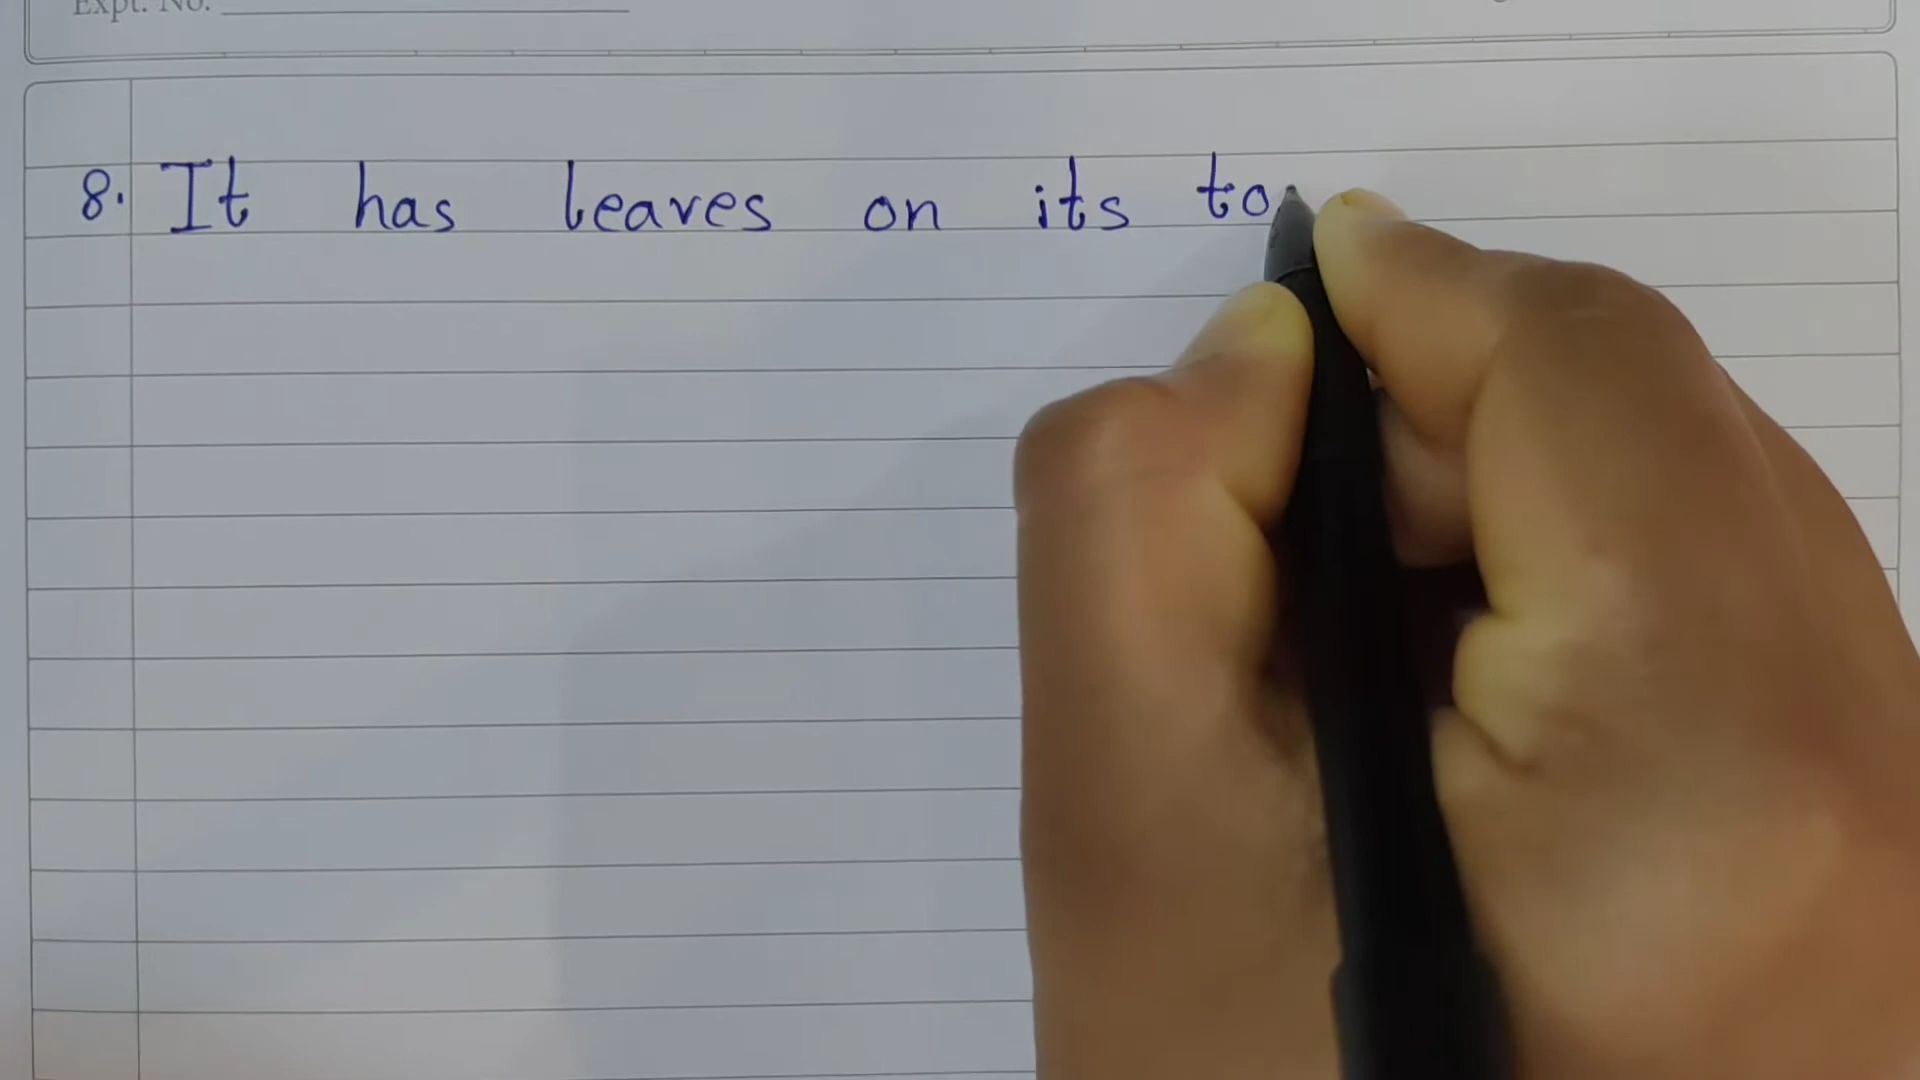 Expt. No.
8. It has leaves on its to